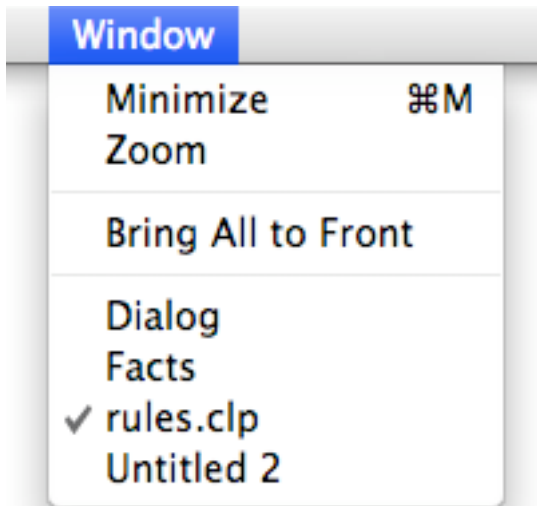 Window
Minimize ⌘M
Zoom
Bring All to Front
Dialog
Facts
✓ rules.clp
Untitled 2